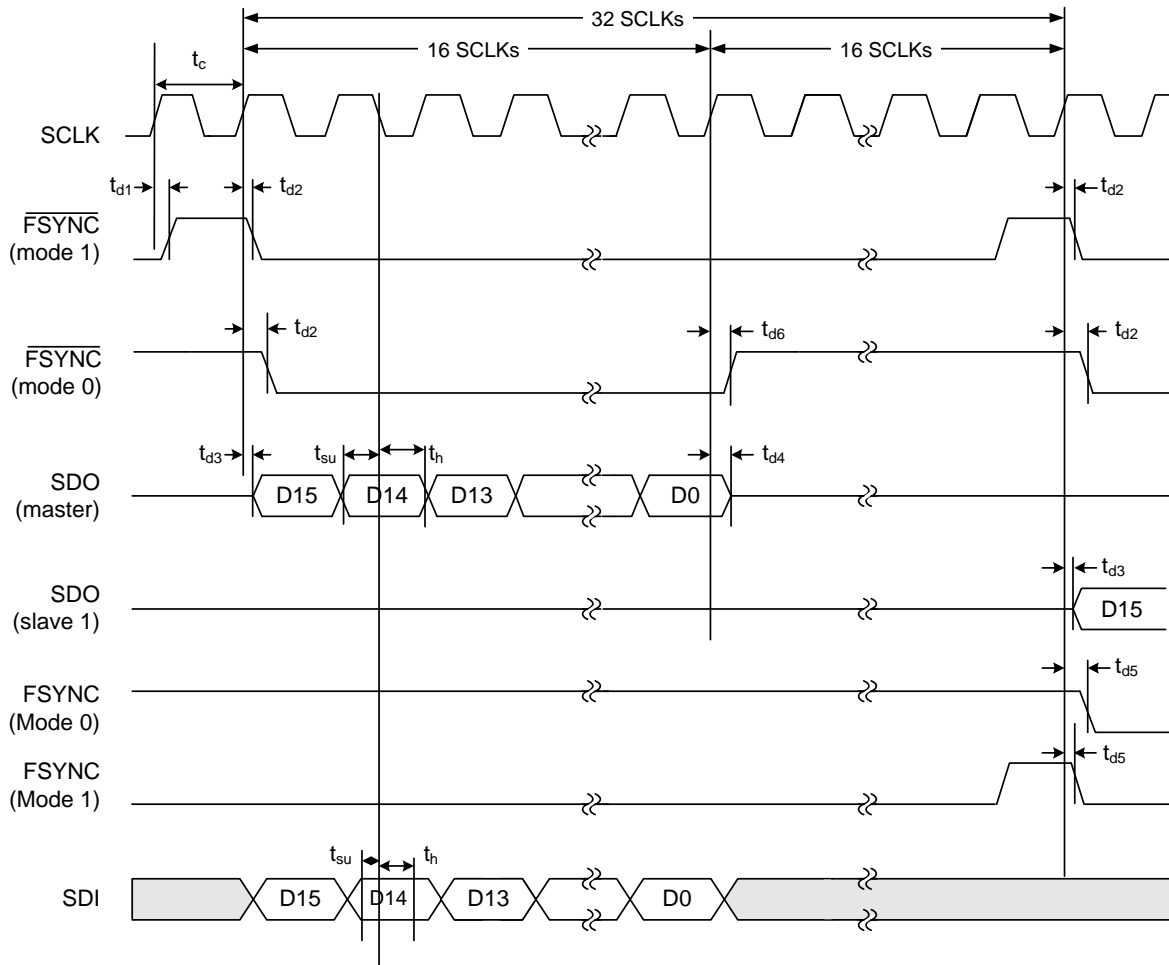 32 SCLKs
16 SCLKs 16 SCLKs
tc
SCLK
td1 td2 td2
FSYNC
(mode 1)
td2 td6 td2
FSYNC
(mode 0)
td3 tsu th td4
SDO
(master)
D15 D14 D13 D0
td3
SDO
(slave 1)
D15
td5
FSYNC
(Mode 0)
td5
FSYNC
(Mode 1)
tsu th
SDI D15 D14 D13 D0